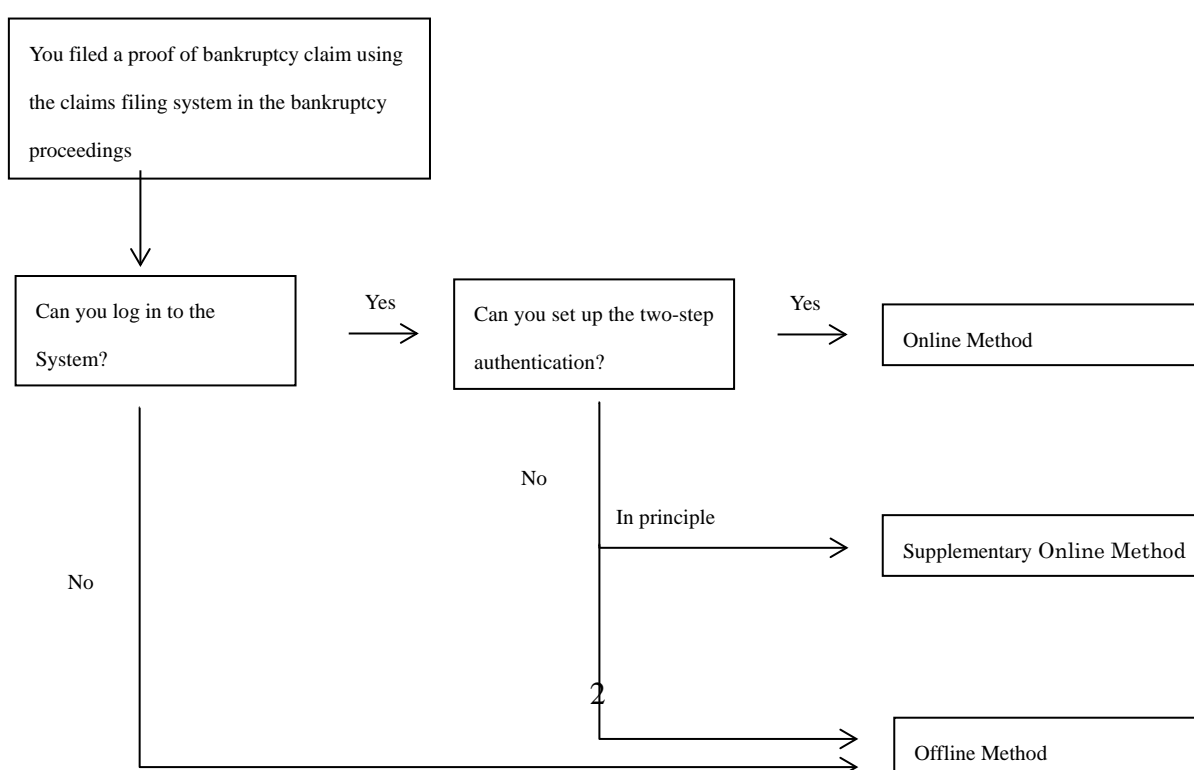 You filed a proof of bankruptcy claim using
the claims filing system in the bankruptcy
proceedings
Can you log in to the
System?
Yes
Can you set up the two-step
authentication?
Yes
Online Method
No
In principle
Supplementary Online Method
No
2
Offline Method